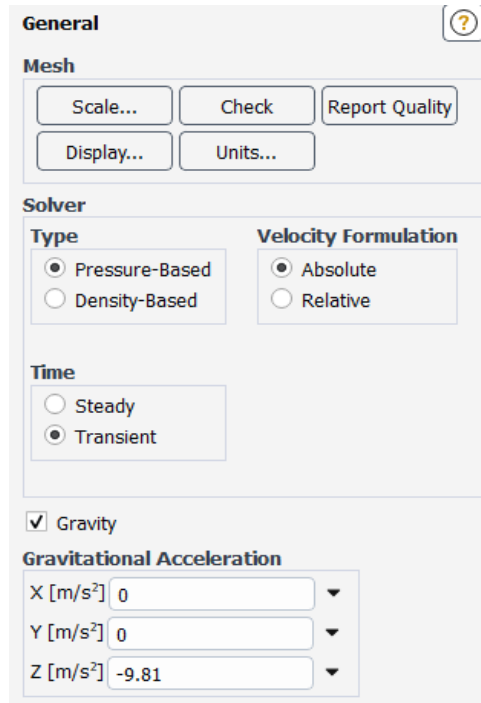 General
?
Mesh
Scale... Check Report Quality
Display... Units...
Solver
Type Velocity Formulation
Pressure-Based Absolute
Density-Based Relative
Time
Steady
Transient
Gravity
Gravitational Acceleration
X [m/s²] 0
Y [m/s²] 0
Z [m/s²] -9.81